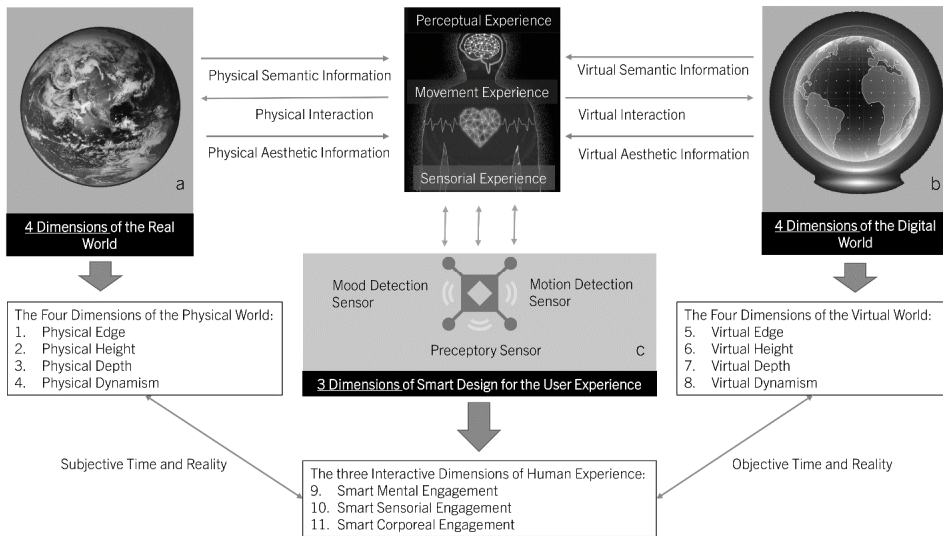 Perceptual Experience
Physical Semantic Information
Virtual Semantic Information
Movement Experience
Physical Interaction
Virtual Interaction
Physical Aesthetic Information
Virtual Aesthetic Information
Sensorial Experience
a
b
4 Dimensions of the Real
World
4 Dimensions of the Digital
World
Mood Detection
Sensor
Motion Detection
Sensor
Preceptory Sensor
C
3 Dimensions of Smart Design for the User Experience
The Four Dimensions of the Physical World:
1. Physical Edge
2. Physical Height
3. Physical Depth
4. Physical Dynamism
The Four Dimensions of the Virtual World:
5. Virtual Edge
6. Virtual Height
7. Virtual Depth
8. Virtual Dynamism
Subjective Time and Reality
Objective Time and Reality
The three Interactive Dimensions of Human Experience:
9. Smart Mental Engagement
10. Smart Sensorial Engagement
11. Smart Corporeal Engagement